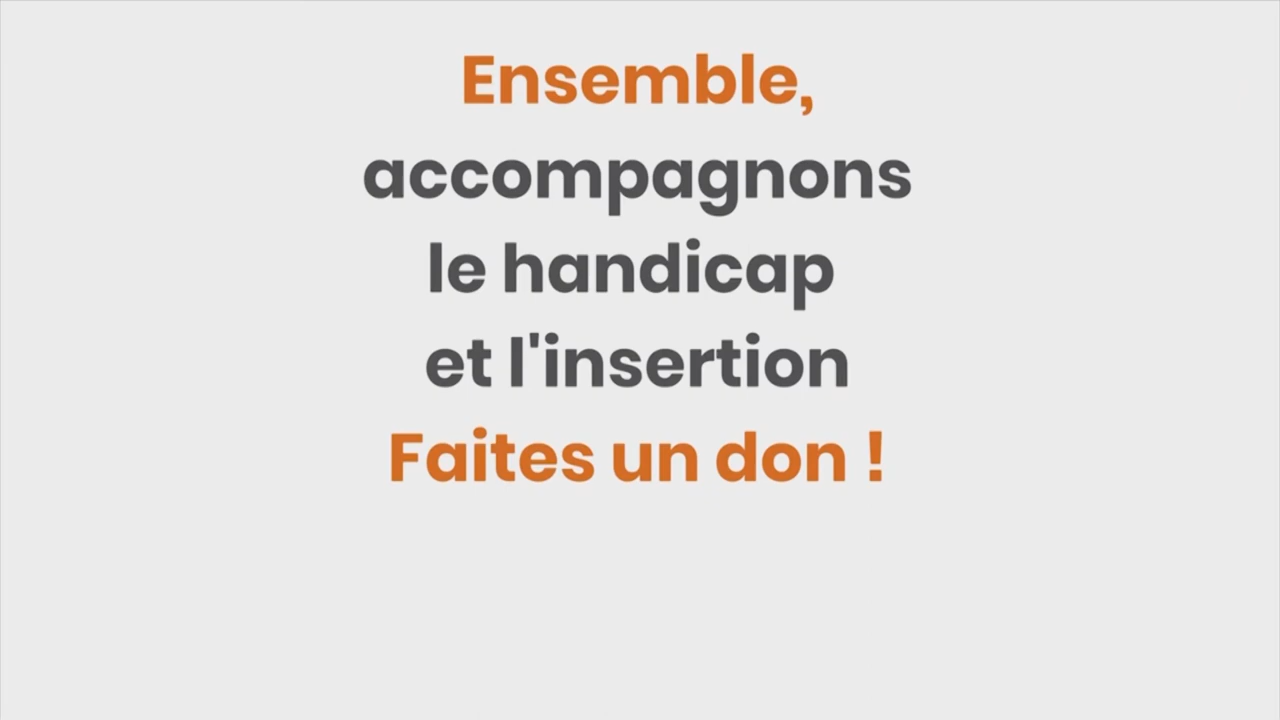 Ensemble,
accompagnons
le handicap
et l'insertion
Faites un don !